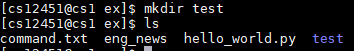 [cs12451@cs1 ex]$ mkdir test
[cs12451@cs1 ex]$ ls
command.txt  eng_news  hello_world.py  test